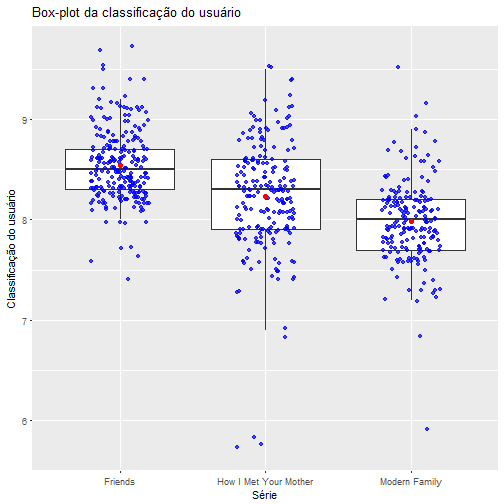 Box-plot da classificação do usuário
Classificação do usuário
9
8
7
6
Friends
How I Met Your Mother
Modern Family
Série